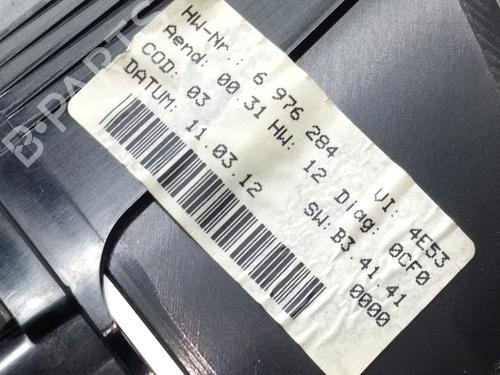 HW-Nr.: 6 976 284 VI: 4E53
Aend: 00.31 HW: 12 Diag: 0CF0
COD: 03 SW: B3.41.41
DATUM: 11.03.12 0000
B-PARTS